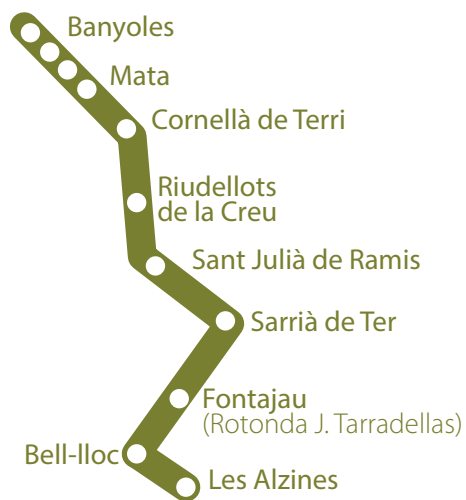 Banyoles
Mata
Cornellà de Terri
Riudellots
de la Creu
Sant Julià de Ramis
Sarrià de Ter
Fontajau
(Rotonda J. Tarradellas)
Bell-lloc
Les Alzines